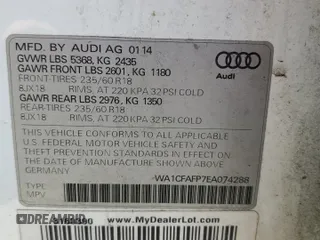 MFD. BY AUDI AG 01 14
GVWR LBS 5368, KG 2435
GAWR FRONT LBS 2601, KG 1180
FRONT-TIRES 235/60 R18
8JX18 RIMS, AT 220 KPA 32 PSI COLD
GAWR REAR LBS 2976, KG 1350
REAR-TIRES 235/60 R18
8JX18 RIMS, AT 220 KPA 32 PSI COLD
Audi
THIS VEHICLE CONFORMS TO ALL APPLICABLE
U.S. FEDERAL MOTOR VEHICLE SAFETY STANDARDS
IN EFFECT ON THE DATE OF MANUFACTURE SHOWN ABOVE
GERMANY
WA1CFAFP7EA074288
TYPE
MPV
www.MyDealerLot.com